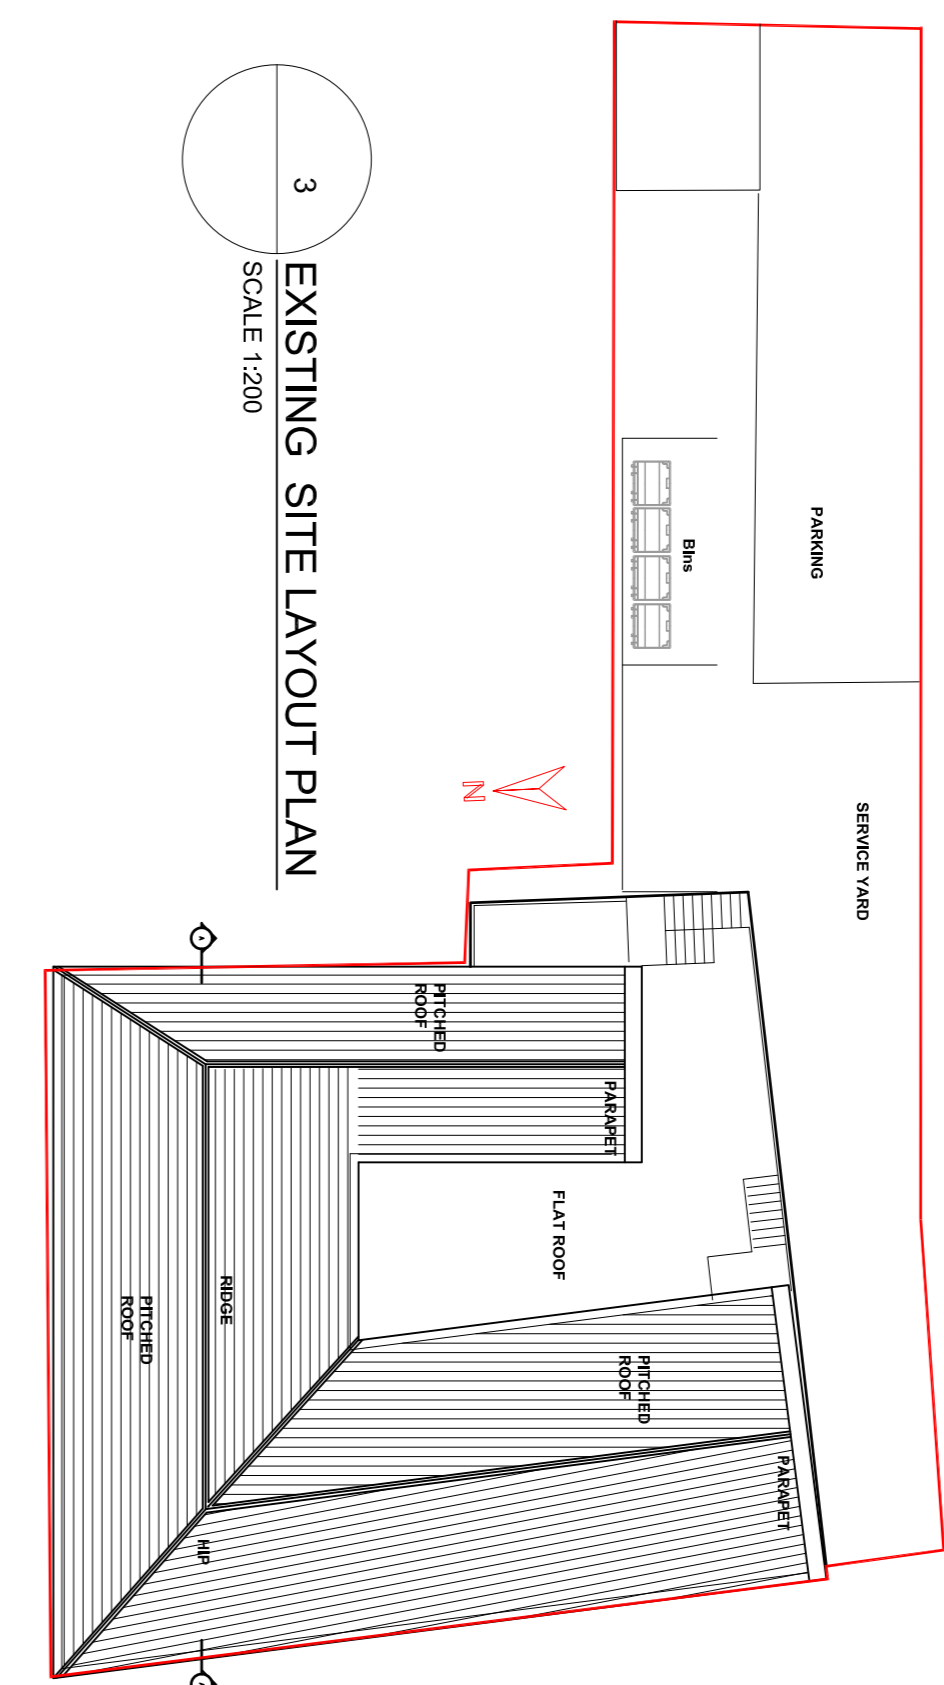 3
EXISTING SITE LAYOUT PLAN
SCALE 1:200
PARKING
BIns
SERVICE YARD
N
PITCHED
ROOF
PARAPET
FLAT ROOF
RIDGE
PITCHED
ROOF
PITCHED
ROOF
PARAPET
HIP